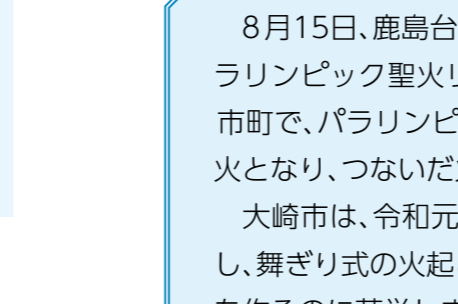 8月15日、鹿島台
ラリンピック聖火リ
市町で、パラリンピ
火となり、つないだ
大崎市は、令和元
し、舞ぎり式の火起